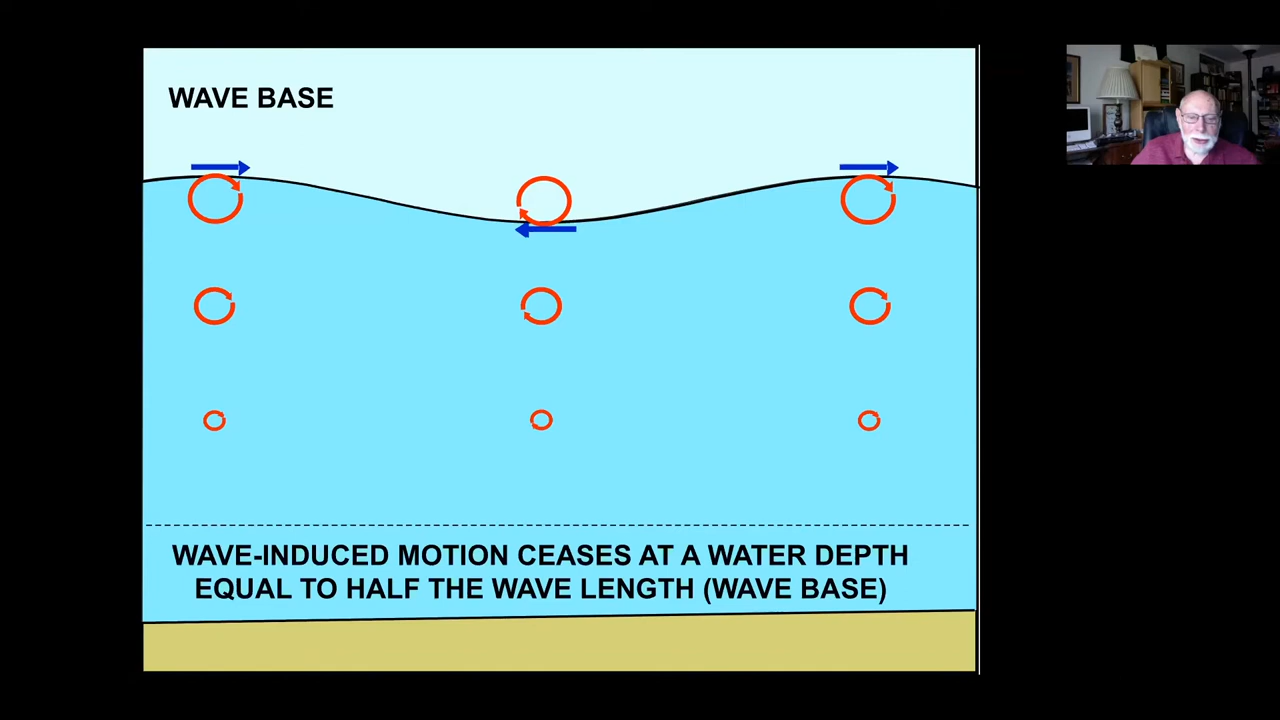 WAVE BASE
WAVE-INDUCED MOTION CEASES AT A WATER DEPTH
EQUAL TO HALF THE WAVE LENGTH (WAVE BASE)